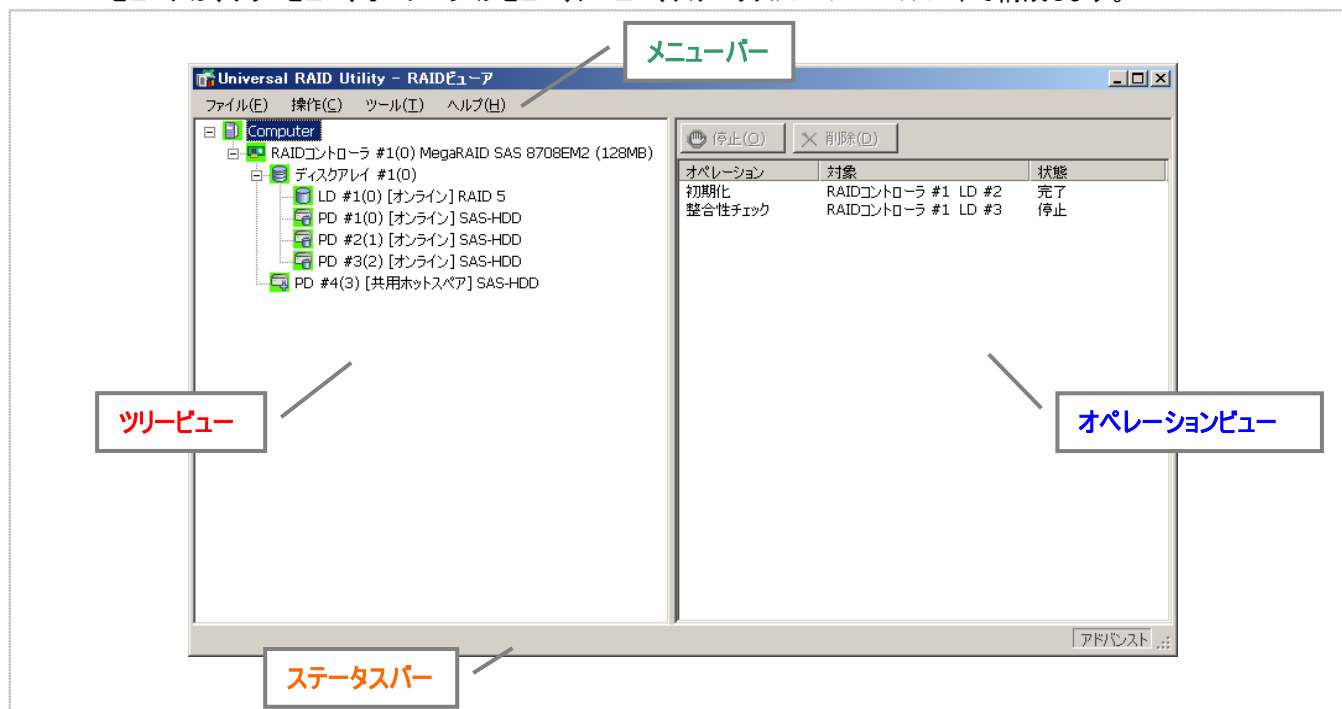 メニューバー
Universal RAID Utility - RAIDビューア
ファイル(F) 操作(C) ツール(T) ヘルプ(H)
Computer
RAIDコントローラ #1(0) MegaRAID SAS 8708EM2 (128MB)
ディスクアレイ #1(0)
LD #1(0) [オンライン] RAID 5
PD #1(0) [オンライン] SAS-HDD
PD #2(1) [オンライン] SAS-HDD
PD #3(2) [オンライン] SAS-HDD
PD #4(3) [共用ホットスペア] SAS-HDD
停止(O) 削除(D)
オペレーション 対象 状態
初期化 RAIDコントローラ #1 LD #2 完了
整合性チェック RAIDコントローラ #1 LD #3 停止
ツリービュー
オペレーションビュー
アドバンスト
ステータスバー